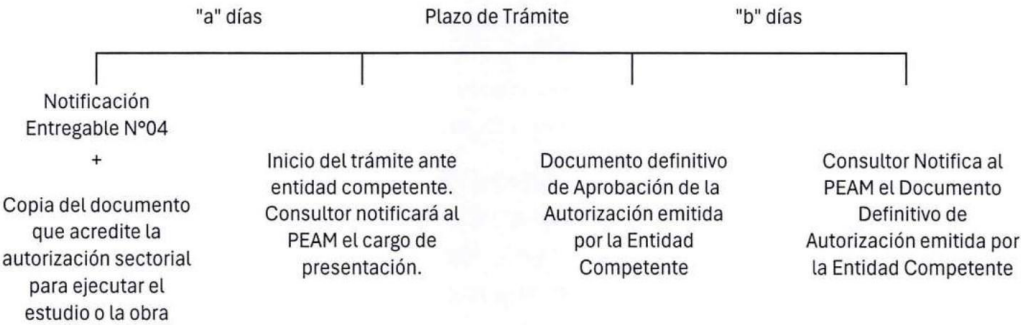 "a" días
Plazo de Trámite
"b" días
Notificación
Entregable Nº04
+
Copia del documento
que acredite la
autorización sectorial
para ejecutar el
estudio o la obra
Inicio del trámite ante
entidad competente.
Consultor notificará al
PEAM el cargo de
presentación.
Documento definitivo
de Aprobación de la
Autorización emitida
por la Entidad
Competente
Consultor Notifica al
PEAM el Documento
Definitivo de
Autorización emitida por
la Entidad Competente